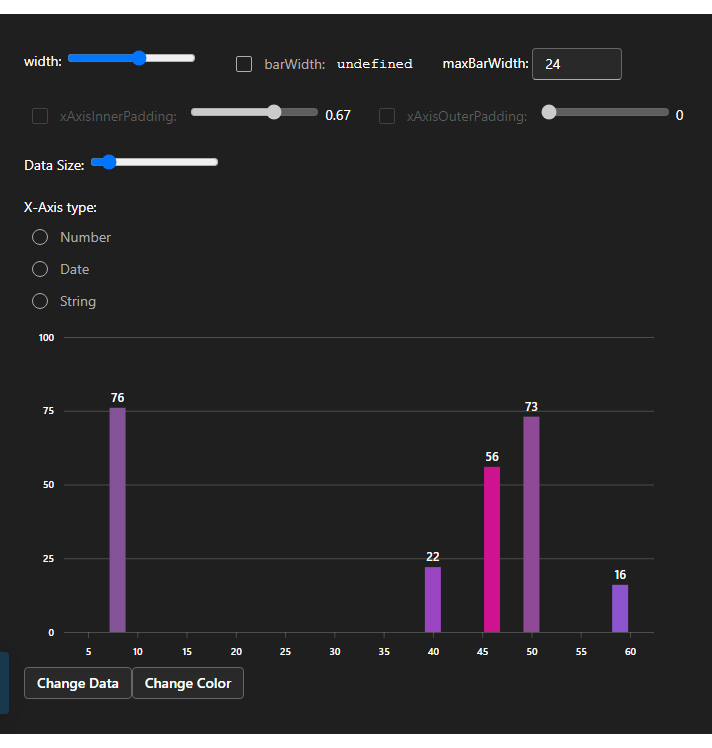 width: barWidth: undefined maxBarWidth: 24
xAxisInnerPadding: 0.67 xAxisOuterPadding: 0
Data Size:
X-Axis type:
Number
Date
String
100
76
75
73
56
50
22
25
16
0
5 10 15 20 25 30 35 40 45 50 55 60
Change Data Change Color